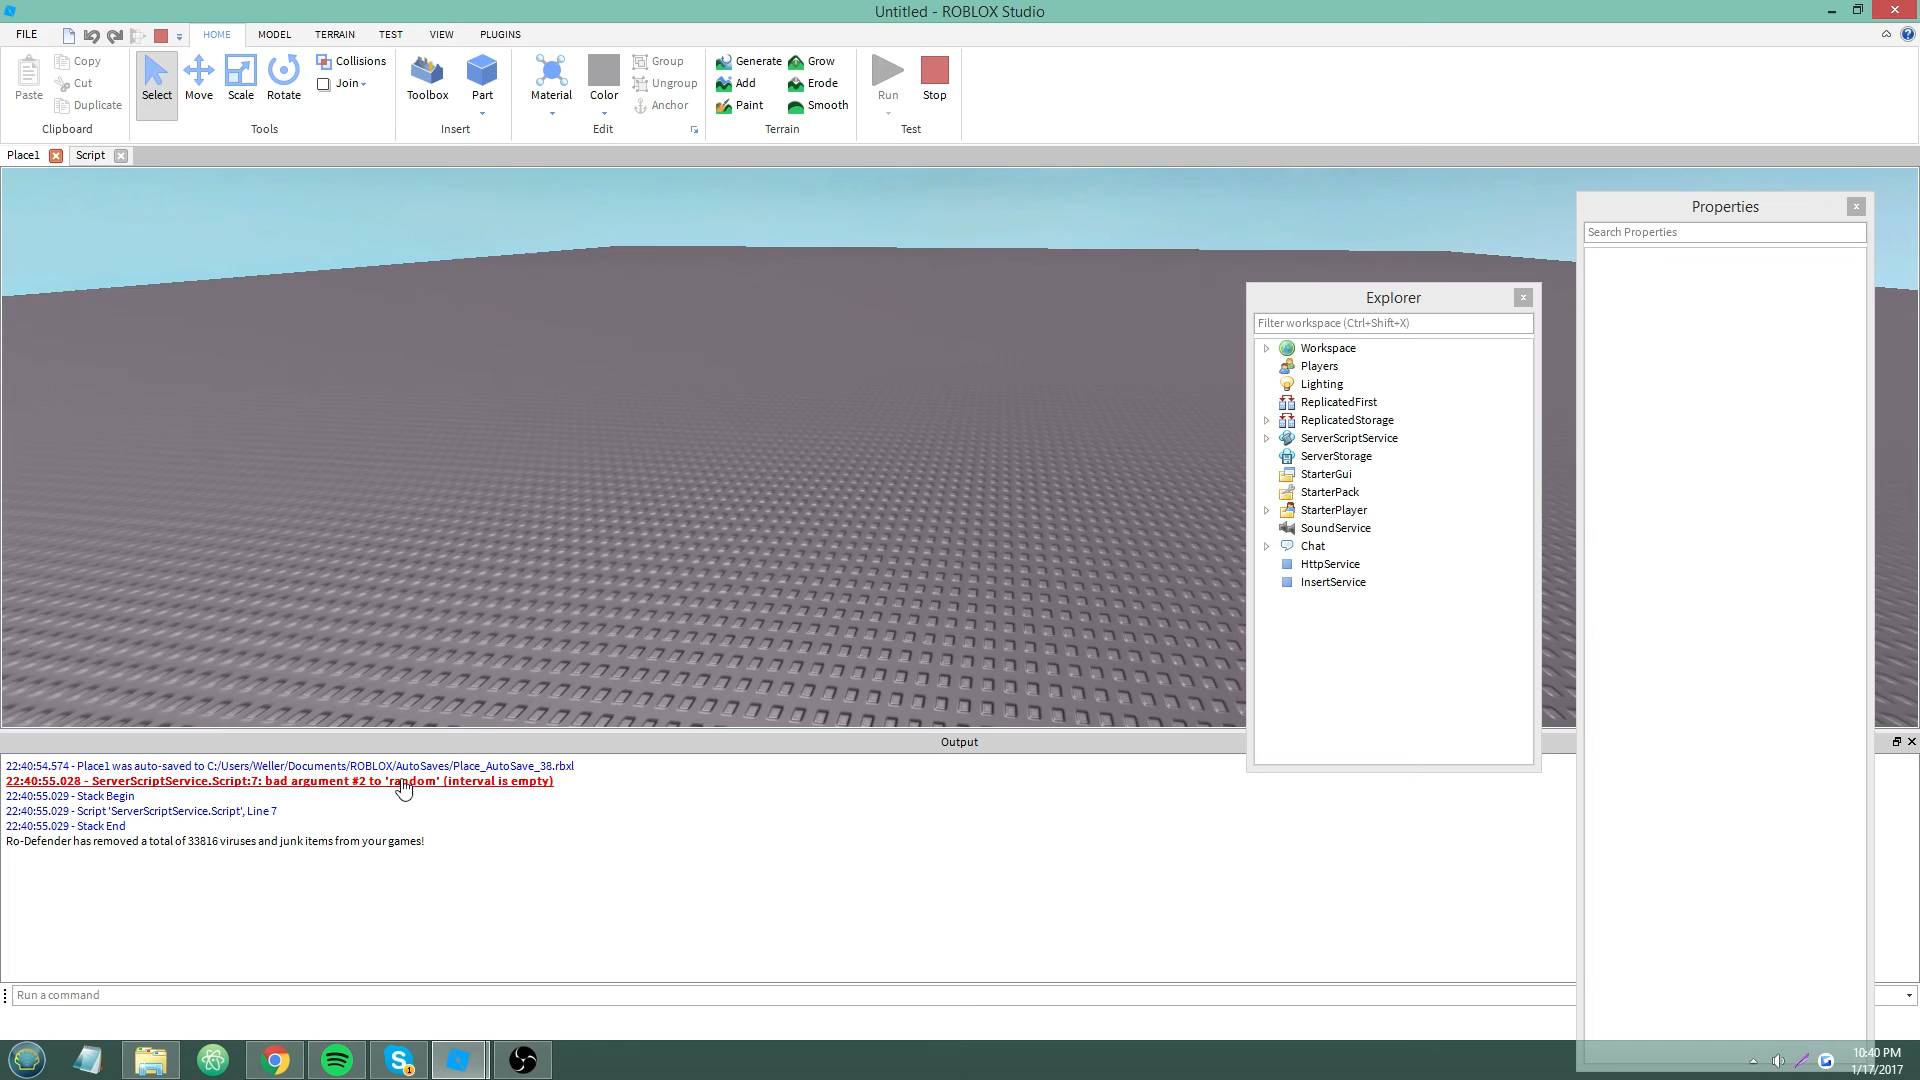 Untitled - ROBLOX Studio
FILE HOME MODEL TERRAIN TEST VIEW PLUGINS
Paste
Copy
Cut
Duplicate
Clipboard
Select
Move
Scale
Rotate
Collisions
Join
Tools
Toolbox
Part
Insert
Material
Color
Group
Ungroup
Anchor
Edit
Generate
Grow
Add
Erode
Paint
Smooth
Terrain
Run
Stop
Test
Place1
Script
Properties
Search Properties
Explorer
Filter workspace (Ctrl+Shift+X)
Workspace
Players
Lighting
ReplicatedFirst
ReplicatedStorage
ServerScriptService
ServerStorage
StarterGui
StarterPack
StarterPlayer
SoundService
Chat
HttpService
InsertService
Output
22:40:54.574 - Place1 was auto-saved to C:/Users/Weller/Documents/ROBLOX/AutoSaves/Place_AutoSave_38.rbxl
22:40:55.028 - ServerScriptService.Script:7: bad argument #2 to 'random' (interval is empty)
22:40:55.029 - Stack Begin
22:40:55.029 - Script 'ServerScriptService.Script', Line 7
22:40:55.029 - Stack End
Ro-Defender has removed a total of 33816 viruses and junk items from your games!
Run a command
10:40 PM
1/17/2017